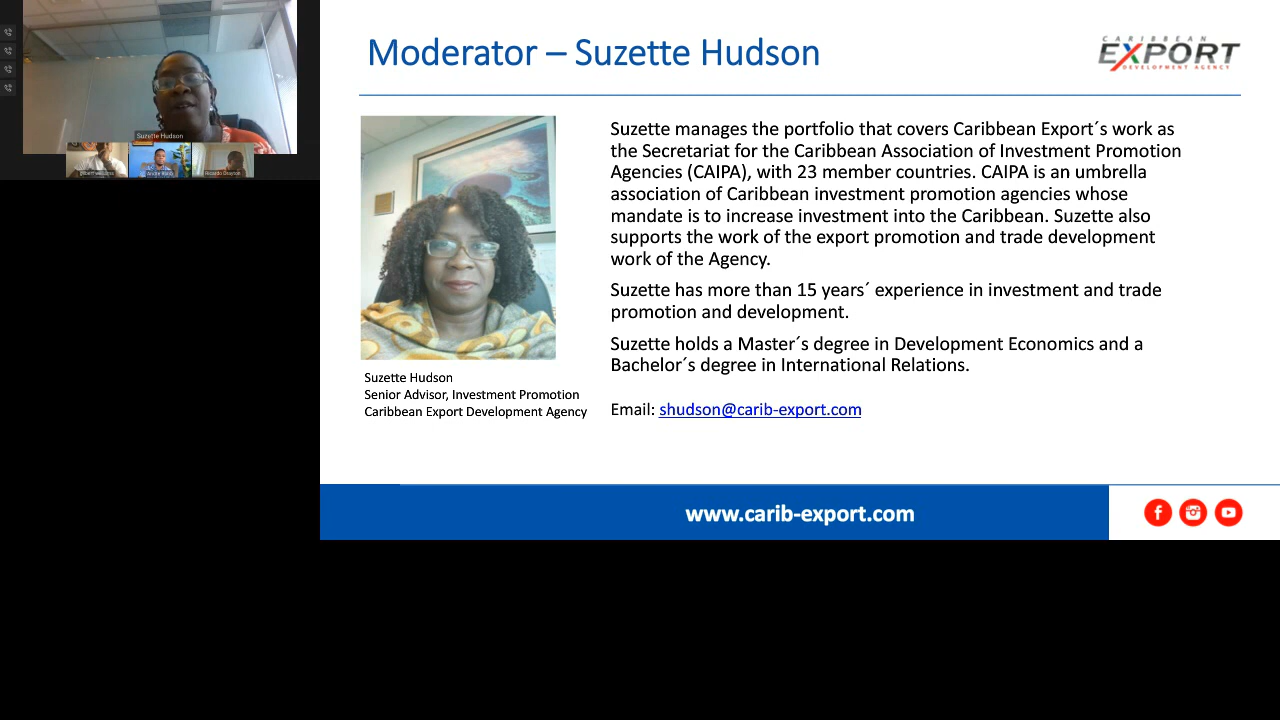 Suzette Hudson
Moderator – Suzette Hudson
CARIBBEAN
EXPORT
DEVELOPMENT AGENCY
Suzette manages the portfolio that covers Caribbean Export´s work as
the Secretariat for the Caribbean Association of Investment Promotion
Agencies (CAIPA), with 23 member countries. CAIPA is an umbrella
association of Caribbean investment promotion agencies whose
mandate is to increase investment into the Caribbean. Suzette also
supports the work of the export promotion and trade development
work of the Agency.
Suzette has more than 15 years´ experience in investment and trade
promotion and development.
Suzette holds a Master´s degree in Development Economics and a
Bachelor´s degree in International Relations.
Email: shudson@carib-export.com
Suzette Hudson
Senior Advisor, Investment Promotion
Caribbean Export Development Agency
www.carib-export.com